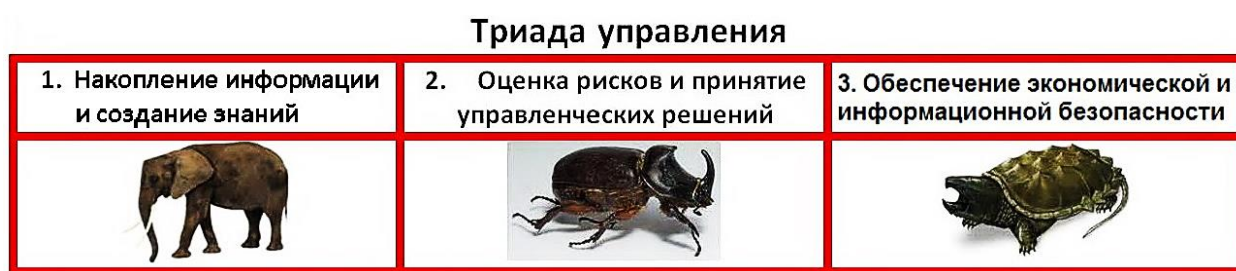 Триада управления
1. Накопление информации
и создание знаний
2. Оценка рисков и принятие
управленческих решений
3. Обеспечение экономической и
информационной безопасности